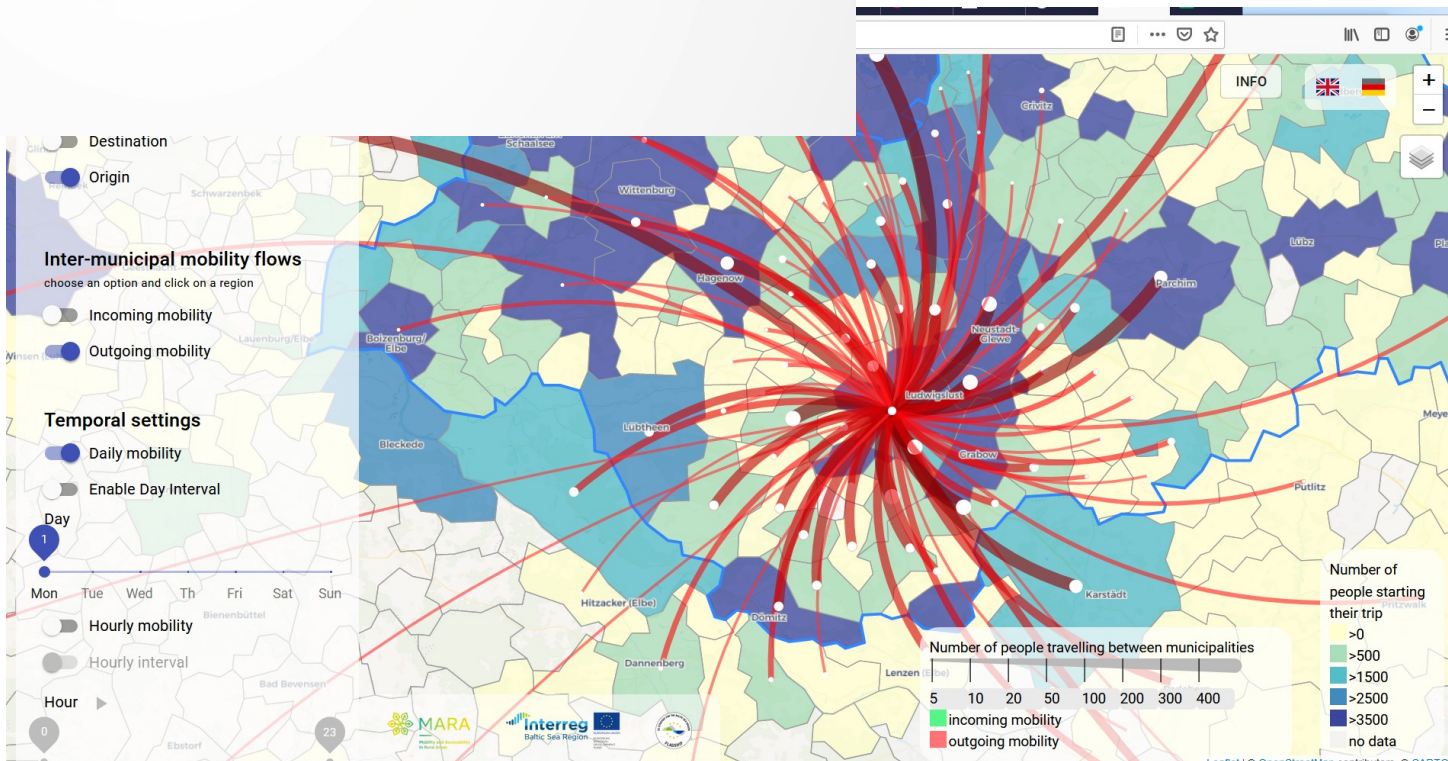 INFO
+
−
Destination
Origin
Inter-municipal mobility flows
choose an option and click on a region
Incoming mobility
Outgoing mobility
Temporal settings
Daily mobility
Enable Day Interval
Day
1
Mon Tue Wed Th Fri Sat Sun
Hourly mobility
Hourly interval
Hour
0 23
Schaalsee
Crivitz
Schwarzenbek
Wittenburg
Lübz
Hagenow
Parchim
Lauenburg/Elbe
Boizenburg/
Elbe
Neustadt-
Glewe
Ludwigslust
Lübtheen
Bleckede
Grabow
Putlitz
Bienenbüttel
Hitzacker (Elbe)
Dömitz
Karstädt
Pritzwalk
Dannenberg
Lenzen (Elbe)
Bad Bevensen
Ebstorf
MARA
Interreg
Baltic Sea Region
FLAGSHIP
Number of people travelling between municipalities
5 10 20 50 100 200 300 400
incoming mobility
outgoing mobility
Number of
people starting
their trip
>0
>500
>1500
>2500
>3500
no data